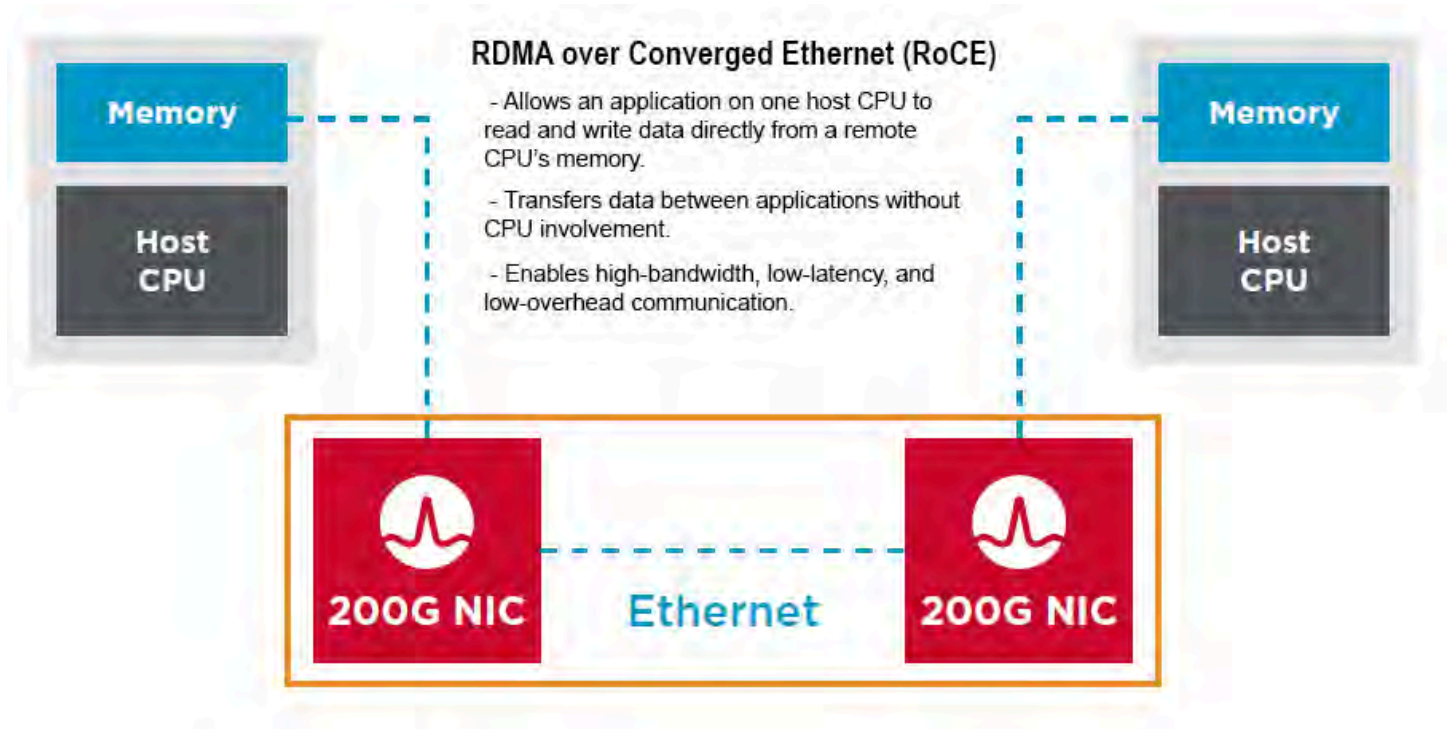 RDMA over Converged Ethernet (RoCE)
Memory
Host
CPU
- Allows an application on one host CPU to
read and write data directly from a remote
CPU's memory.
- Transfers data between applications without
CPU involvement.
- Enables high-bandwidth, low-latency, and
low-overhead communication.
Memory
Host
CPU
200G NIC
Ethernet
200G NIC